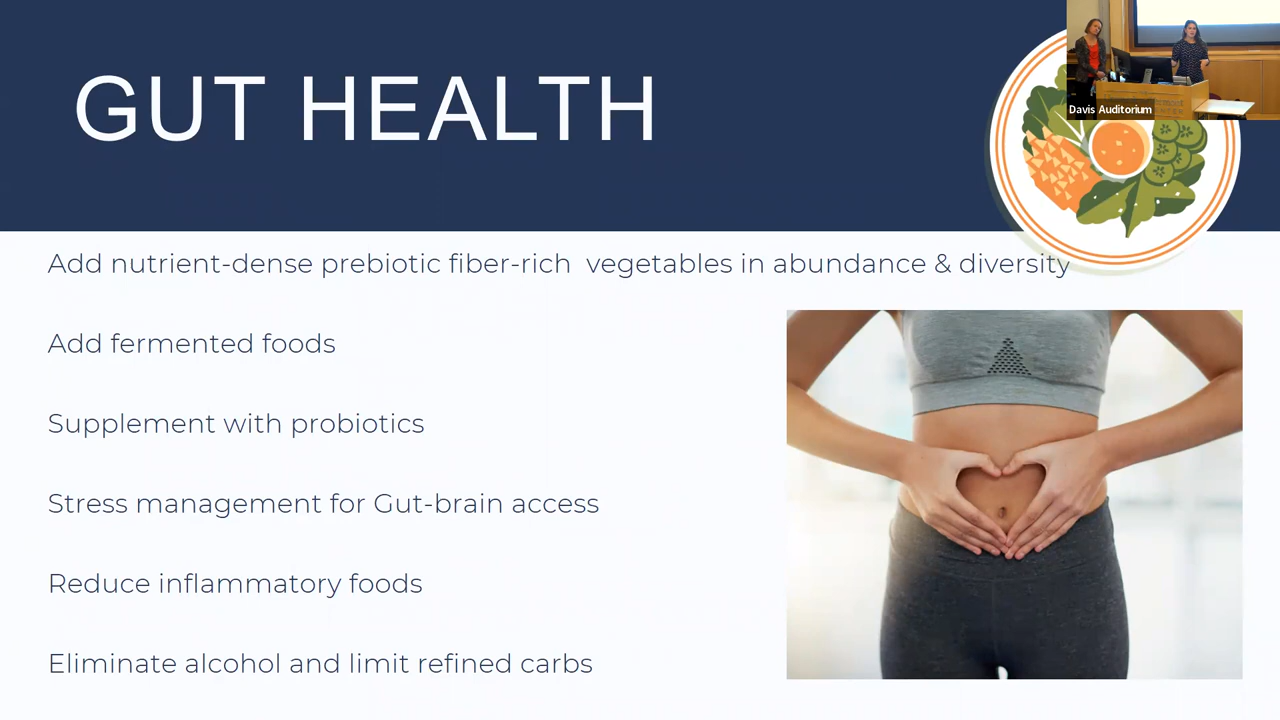 GUT HEALTH
Davis Auditorium
Add nutrient-dense prebiotic fiber-rich vegetables in abundance & diversity
Add fermented foods
Supplement with probiotics
Stress management for Gut-brain access
Reduce inflammatory foods
Eliminate alcohol and limit refined carbs